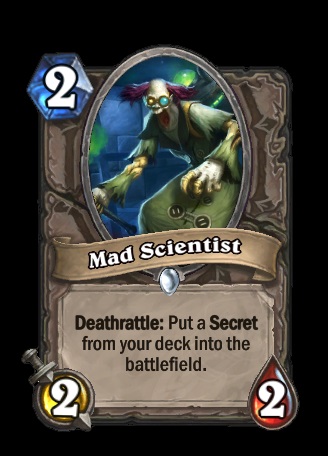 2
Mad Scientist
Deathrattle: Put a Secret
from your deck into the
battlefield.
2
2